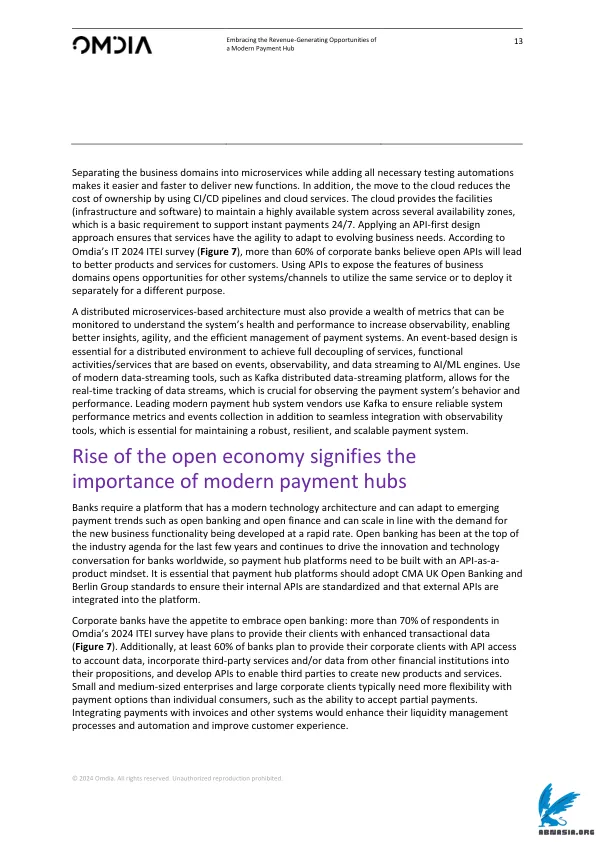 OMDIA
Embracing the Revenue-Generating Opportunities of
a Modern Payment Hub
13
Separating the business domains into microservices while adding all necessary testing automations
makes it easier and faster to deliver new functions. In addition, the move to the cloud reduces the
cost of ownership by using CI/CD pipelines and cloud services. The cloud provides the facilities
(infrastructure and software) to maintain a highly available system across several availability zones,
which is a basic requirement to support instant payments 24/7. Applying an API-first design
approach ensures that services have the agility to adapt to evolving business needs. According to
Omdia's IT 2024 ITEI survey (Figure 7), more than 60% of corporate banks believe open APIs will lead
to better products and services for customers. Using APIs to expose the features of business
domains opens opportunities for other systems/channels to utilize the same service or to deploy it
separately for a different purpose.
A distributed microservices-based architecture must also provide a wealth of metrics that can be
monitored to understand the system's health and performance to increase observability, enabling
better insights, agility, and the efficient management of payment systems. An event-based design is
essential for a distributed environment to achieve full decoupling of services, functional
activities/services that are based on events, observability, and data streaming to AI/ML engines. Use
of modern data-streaming tools, such as Kafka distributed data-streaming platform, allows for the
real-time tracking of data streams, which is crucial for observing the payment system's behavior and
performance. Leading modern payment hub system vendors use Kafka to ensure reliable system
performance metrics and events collection in addition to seamless integration with observability
tools, which is essential for maintaining a robust, resilient, and scalable payment system.
Rise of the open economy signifies the
importance of modern payment hubs
Banks require a platform that has a modern technology architecture and can adapt to emerging
payment trends such as open banking and open finance and can scale in line with the demand for
the new business functionality being developed at a rapid rate. Open banking has been at the top of
the industry agenda for the last few years and continues to drive the innovation and technology
conversation for banks worldwide, so payment hub platforms need to be built with an API-as-a-
product mindset. It is essential that payment hub platforms should adopt CMA UK Open Banking and
Berlin Group standards to ensure their internal APIs are standardized and that external APIs are
integrated into the platform.
Corporate banks have the appetite to embrace open banking: more than 70% of respondents in
Omdia's 2024 ITEI survey have plans to provide their clients with enhanced transactional data
(Figure 7). Additionally, at least 60% of banks plan to provide their corporate clients with API access
to account data, incorporate third-party services and/or data from other financial institutions into
their propositions, and develop APIs to enable third parties to create new products and services.
Small and medium-sized enterprises and large corporate clients typically need more flexibility with
payment options than individual consumers, such as the ability to accept partial payments.
Integrating payments with invoices and other systems would enhance their liquidity management
processes and automation and improve customer experience.
© 2024 Omdia. All rights reserved. Unauthorized reproduction prohibited.
ABNASIA.ORG